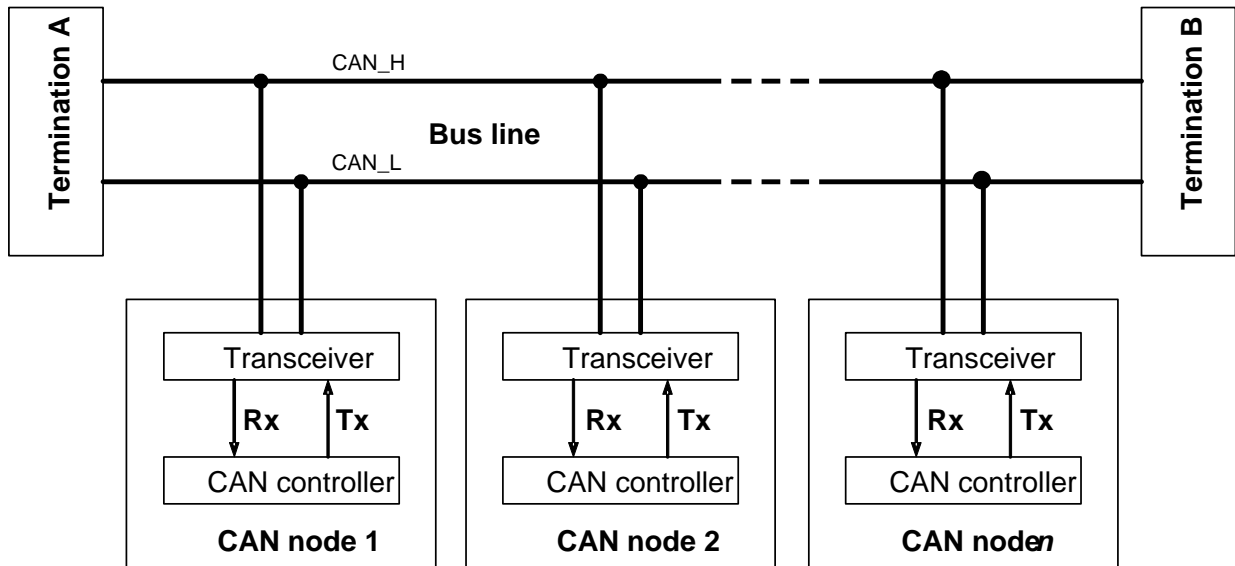 Termination A
CAN_H
Bus line
CAN_L
Termination B
Transceiver
Rx
Tx
CAN controller
CAN node 1
Transceiver
Rx
Tx
CAN controller
CAN node 2
Transceiver
Rx
Tx
CAN controller
CAN node n